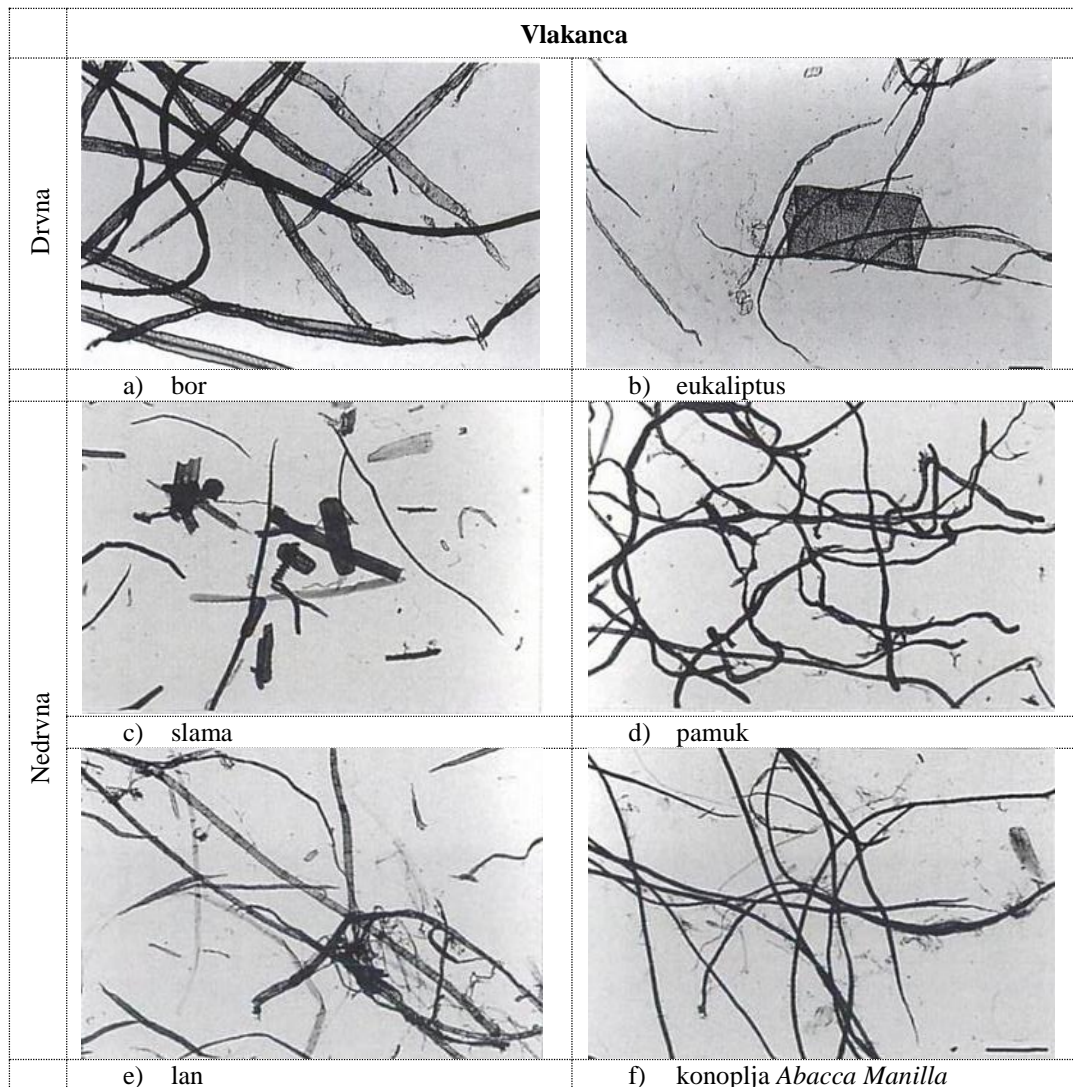 Vlakanca
Drvna
a) bor
b) eukaliptus
Nedrvna
c) slama
d) pamuk
e) lan
f) konoplja Abacca Manilla